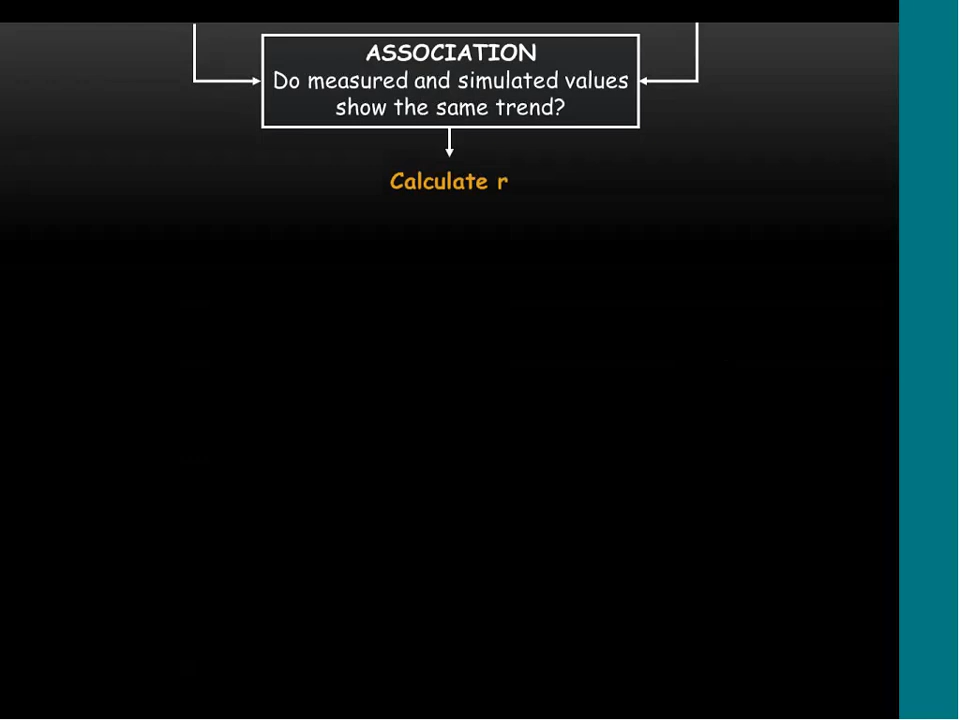 ASSOCIATION
Do measured and simulated values
show the same trend?
Calculate r